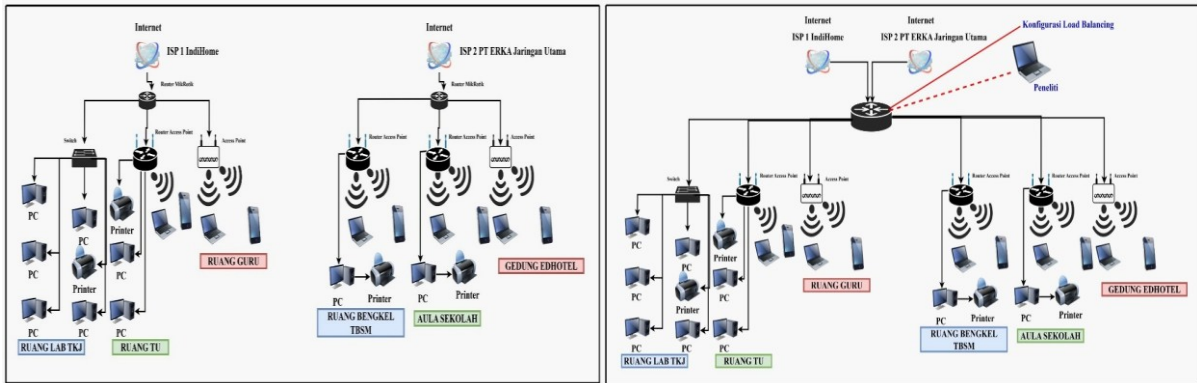 Internet
ISP 1 IndiHome
Router MikRotik
Switch
Router Access Point
Access Point
PC
PC
Printer
PC
Printer
PC
PC
PC
PC
RUANG GURU
RUANG LAB TKJ
RUANG TU
Internet
ISP 2 PT ERKA Jaringan Utama
Router MikRotik
Router Access Point
Router Access Point
Access Point
PC
Printer
PC
Printer
GEDUNG EDHOTEL
RUANG BENGKEL
TBSM
AULA SEKOLAH
Internet
ISP 1 IndiHome
Internet
ISP 2 PT ERKA Jaringan Utama
Konfigurasi Load Balancing
Peneliti
Switch
Router Access Point
Access Point
PC
PC
Printer
PC
Printer
PC
PC
PC
PC
RUANG GURU
RUANG LAB TKJ
RUANG TU
Router Access Point
Router Access Point
Access Point
PC
Printer
PC
Printer
GEDUNG EDHOTEL
RUANG BENGKEL
TBSM
AULA SEKOLAH